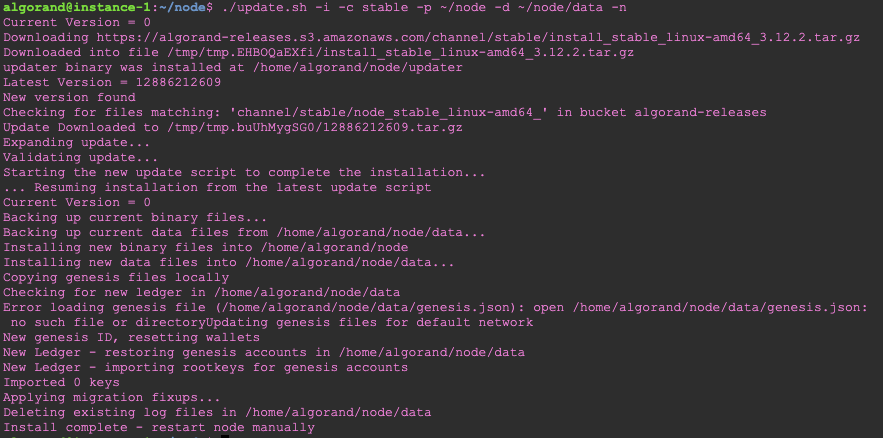 algorand@instance-1:~/node$ ./update.sh -i -c stable -p ~/node -d ~/node/data -n
Current Version = 0
Downloading https://algorand-releases.s3.amazonaws.com/channel/stable/install_stable_linux-amd64_3.12.2.tar.gz
Downloaded into file /tmp/tmp.EHBOQaEXfi/install_stable_linux-amd64_3.12.2.tar.gz
updater binary was installed at /home/algorand/node/updater
Latest Version = 12886212609
New version found
Checking for files matching: 'channel/stable/node_stable_linux-amd64_' in bucket algorand-releases
Update Downloaded to /tmp/tmp.buUhMygSG0/12886212609.tar.gz
Expanding update...
Validating update...
Starting the new update script to complete the installation...
... Resuming installation from the latest update script
Current Version = 0
Backing up current binary files...
Backing up current data files from /home/algorand/node/data...
Installing new binary files into /home/algorand/node
Installing new data files into /home/algorand/node/data...
Copying genesis files locally
Checking for new ledger in /home/algorand/node/data
Error loading genesis file (/home/algorand/node/data/genesis.json): open /home/algorand/node/data/genesis.json:
 no such file or directoryUpdating genesis files for default network
New genesis ID, resetting wallets
New Ledger - restoring genesis accounts in /home/algorand/node/data
New Ledger - importing rootkeys for genesis accounts
Imported 0 keys
Applying migration fixups...
Deleting existing log files in /home/algorand/node/data
Install complete - restart node manually